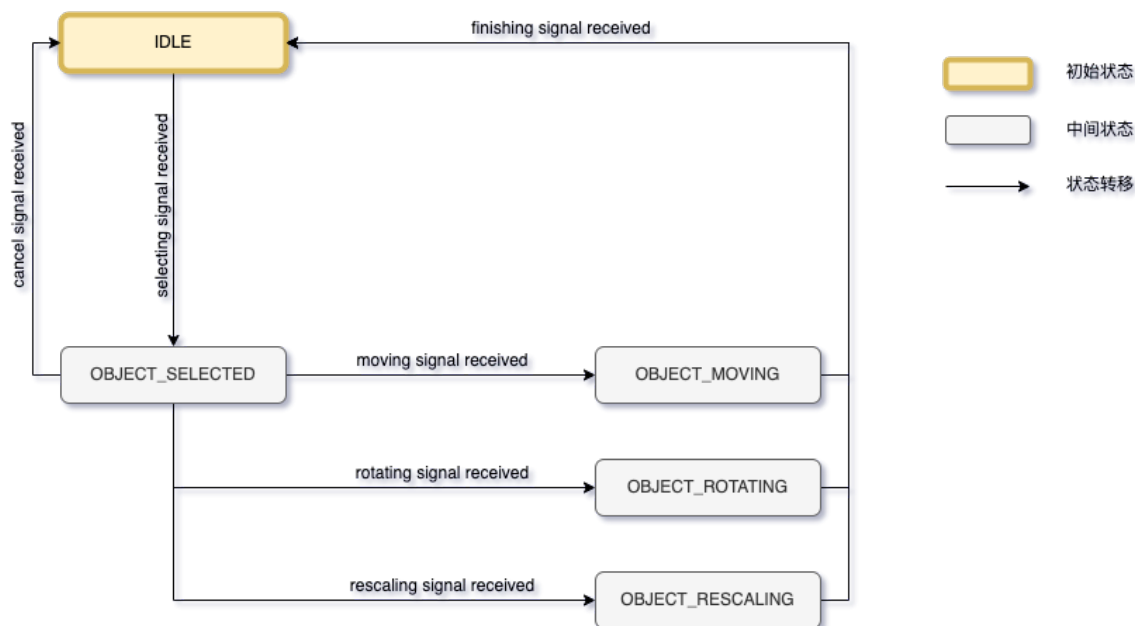 IDLE
finishing signal received
初始状态
中间状态
状态转移
cancel signal received
selecting signal received
OBJECT_SELECTED
moving signal received
OBJECT_MOVING
rotating signal received
OBJECT_ROTATING
rescaling signal received
OBJECT_RESCALING